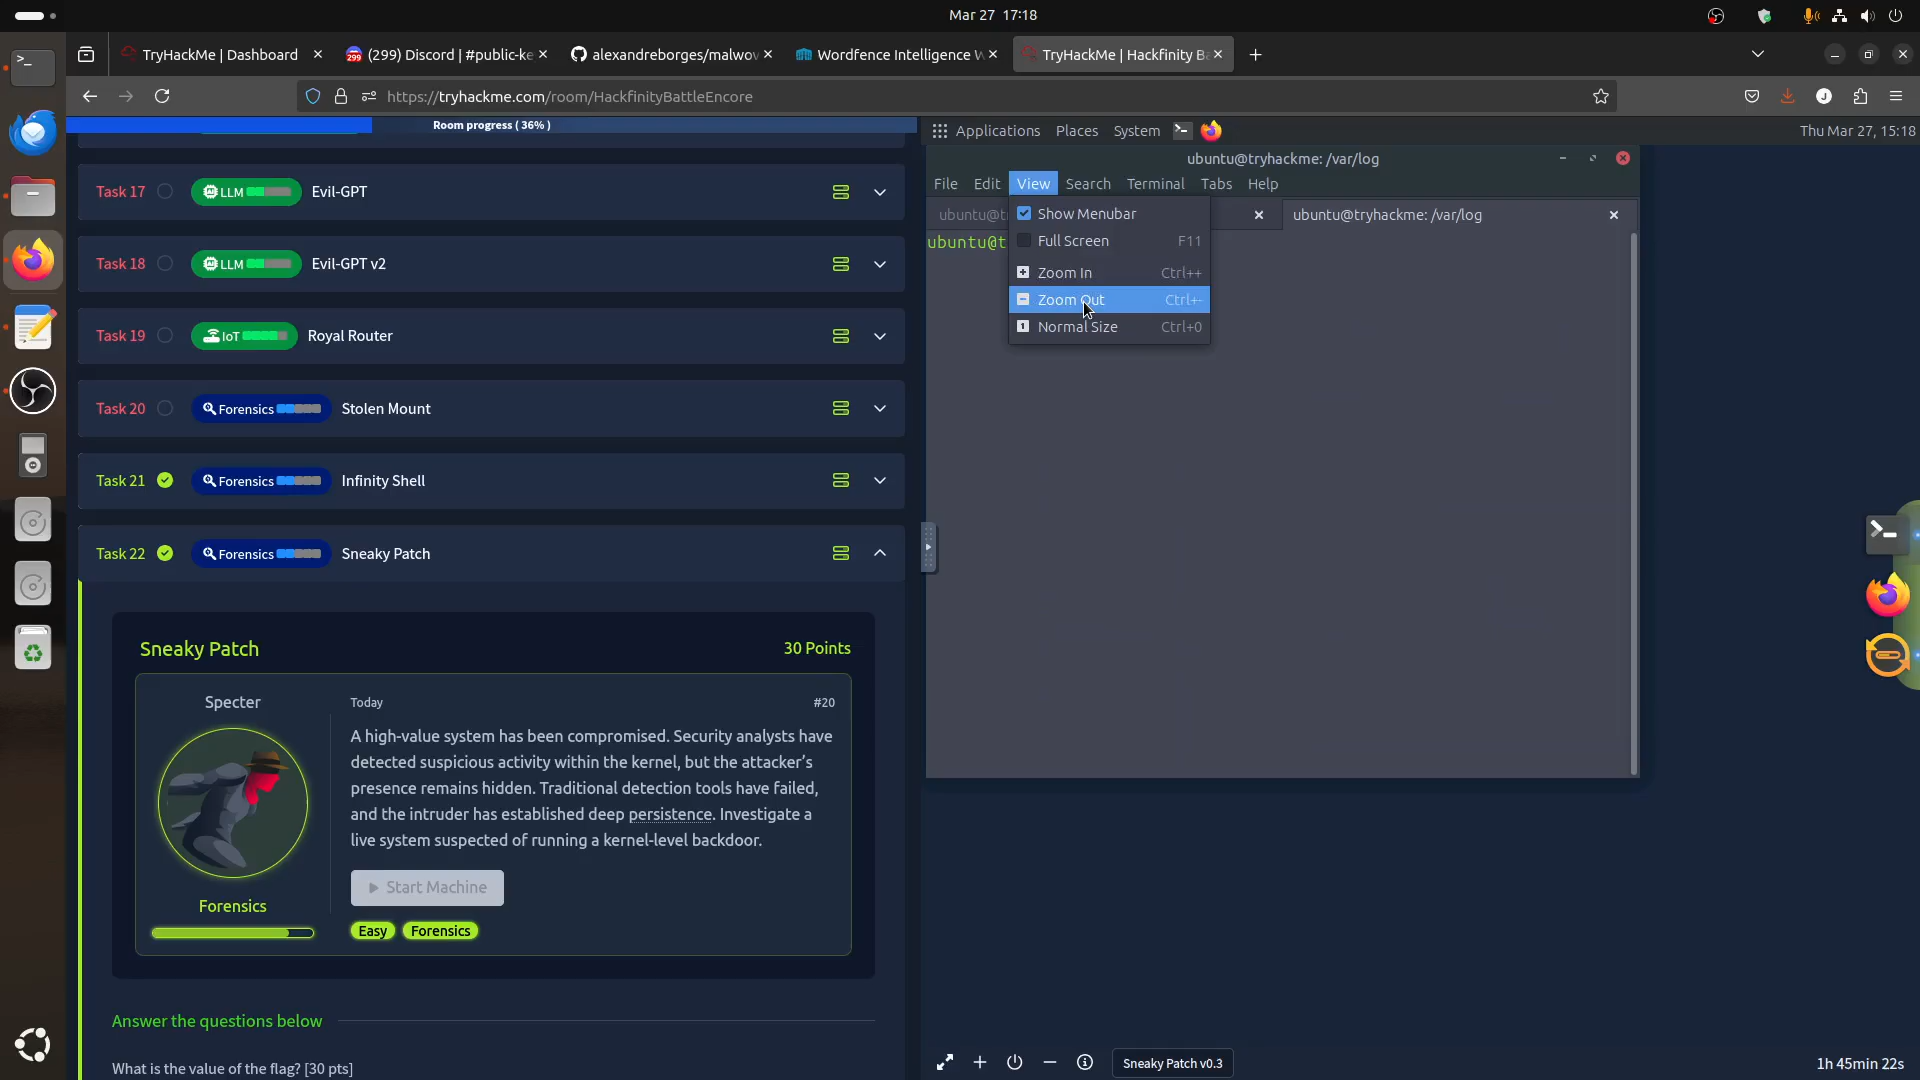 Mar 27 17:18
TryHackMe | Dashboard
(299) Discord | #public-ke
alexandreborges/malwov
Wordfence Intelligence W
TryHackMe | Hackfinity Ba
https://tryhackme.com/room/HackfinityBattleEncore
Room progress ( 36% )
Task 17 LLM Evil-GPT
Task 18 LLM Evil-GPT v2
Task 19 IoT Royal Router
Task 20 Forensics Stolen Mount
Task 21 Forensics Infinity Shell
Task 22 Forensics Sneaky Patch
Sneaky Patch 30 Points
Specter
Forensics
Today #20
A high-value system has been compromised. Security analysts have
detected suspicious activity within the kernel, but the attacker's
presence remains hidden. Traditional detection tools have failed,
and the intruder has established deep persistence. Investigate a
live system suspected of running a kernel-level backdoor.
Start Machine
Easy Forensics
Answer the questions below
What is the value of the flag? [30 pts]
Applications Places System Thu Mar 27, 15:18
ubuntu@tryhackme: /var/log
File Edit View Search Terminal Tabs Help
ubuntu@t
ubuntu@tryhackme: /var/log
ubuntu@t
Show Menubar
Full Screen F11
Zoom In Ctrl++
Zoom Out Ctrl+-
Normal Size Ctrl+0
Sneaky Patch v0.3
1h 45min 22s